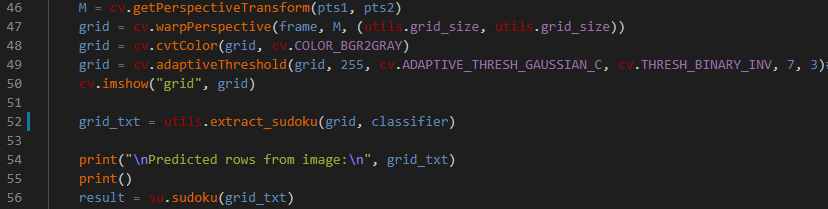 46 M = cv.getPerspectiveTransform(pts1, pts2)
47 grid = cv.warpPerspective(frame, M, (utils.grid_size, utils.grid_size))
48 grid = cv.cvtColor(grid, cv.COLOR_BGR2GRAY)
49 grid = cv.adaptiveThreshold(grid, 255, cv.ADAPTIVE_THRESH_GAUSSIAN_C, cv.THRESH_BINARY_INV, 7, 3)#
50 cv.imshow("grid", grid)
51
52 grid_txt = utils.extract_sudoku(grid, classifier)
53
54 print("\nPredicted rows from image:\n", grid_txt)
55 print()
56 result = su.sudoku(grid_txt)